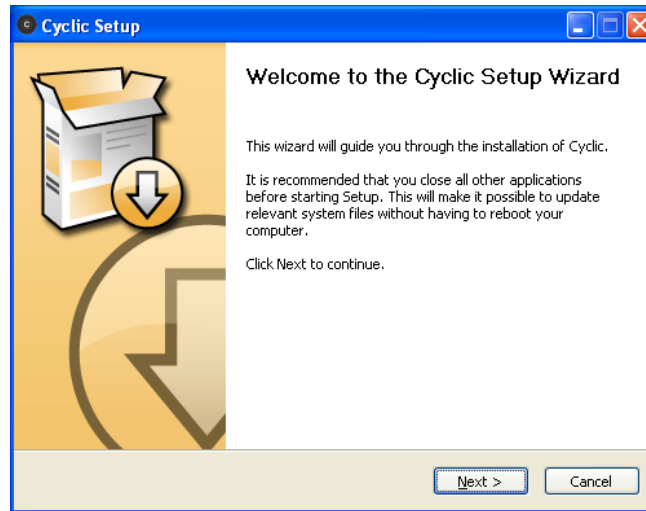 Cyclic Setup
Welcome to the Cyclic Setup Wizard
This wizard will guide you through the installation of Cyclic.
It is recommended that you close all other applications
before starting Setup. This will make it possible to update
relevant system files without having to reboot your
computer.
Click Next to continue.
Next >
Cancel